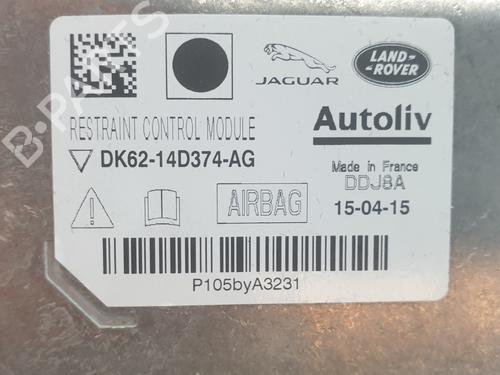 JAGUAR
LAND-
-ROVER
RESTRAINT CONTROL MODULE
Autoliv
DK62-14D374-AG
Made in France
DDJ8A
AIRBAG
15-04-15
P105byA3231
B-PARTS